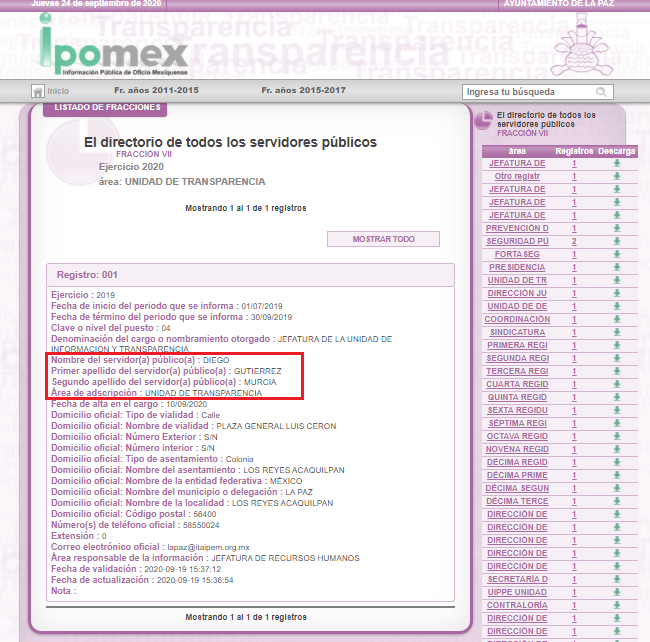 Jueves 24 de septiembre de 2020
AYUNTAMIENTO DE LA PAZ
ipomex
Información Pública de Oficio Mexiquense
Inicio
Fr. años 2011-2015
Fr. años 2015-2017
Ingresa tu búsqueda
LISTADO DE FRACCIONES
El directorio de todos los servidores públicos
FRACCIÓN VII
Ejercicio 2020
área: UNIDAD DE TRANSPARENCIA
Mostrando 1 al 1 de 1 registros
MOSTRAR TODO
Registro: 001
Ejercicio : 2019
Fecha de inicio del periodo que se informa : 01/07/2019
Fecha de término del periodo que se informa : 30/09/2019
Clave o nivel del puesto : 04
Denominación del cargo o nombramiento otorgado : JEFATURA DE LA UNIDAD DE
INFORMACION Y TRANSPARENCIA
Nombre del servidor(a) público(a) : DIEGO
Primer apellido del servidor(a) público(a) : GUTIERREZ
Segundo apellido del servidor(a) público(a) : MURCIA
Área de adscripción : UNIDAD DE TRANSPARENCIA
Fecha de alta en el cargo : 10/09/2020
Domicilio oficial: Tipo de vialidad : Calle
Domicilio oficial: Nombre de vialidad : PLAZA GENERAL LUIS CERON
Domicilio oficial: Número Exterior : S/N
Domicilio oficial: Número interior : S/N
Domicilio oficial: Tipo de asentamiento : Colonia
Domicilio oficial: Nombre del asentamiento : LOS REYES ACAQUILPAN
Domicilio oficial: Nombre de la entidad federativa : MÉXICO
Domicilio oficial: Nombre del municipio o delegación : LA PAZ
Domicilio oficial: Nombre de la localidad : LOS REYES ACAQUILPAN
Domicilio oficial: Código postal : 56400
Número(s) de teléfono oficial : 58550024
Extensión : 0
Correo electrónico oficial : lapaz@itaipem.org.mx
Área responsable de la información : JEFATURA DE RECURSOS HUMANOS
Fecha de validación : 2020-09-19 15:37:12
Fecha de actualización : 2020-09-19 15:36:54
Nota :
Mostrando 1 al 1 de 1 registros
El directorio de todos los
servidores públicos
FRACCIÓN VII
área Registros Descarga
JEFATURA DE 1
Otro registr 1
JEFATURA DE 1
JEFATURA DE 1
JEFATURA DE 1
PREVENCIÓN D 1
SEGURIDAD PÚ 2
FORTASEG 1
PRESIDENCIA 1
UNIDAD DE TR 1
DIRECCIÓN JU 1
UNIDAD DE DE 1
COORDINACIÓN 1
SINDICATURA 1
PRIMERA REGI 1
SEGUNDA REGI 1
TERCERA REGI 1
CUARTA REGID 1
QUINTA REGID 1
SEXTA REGIDU 1
SÉPTIMA REGI 1
OCTAVA REGID 1
NOVENA REGID 1
DÉCIMA REGID 1
DÉCIMA PRIME 1
DÉCIMA SEGUN 1
DÉCIMA TERCE 1
DIRECCIÓN DE 1
DIRECCIÓN DE 1
DIRECCIÓN DE 1
DIRECCIÓN DE 1
DIRECCIÓN DE 1
SECRETARÍA D 1
UIPPE UNIDAD 1
CONTRALORÍA 1
DIRECCIÓN DE 1
DIRECCIÓN DE 1